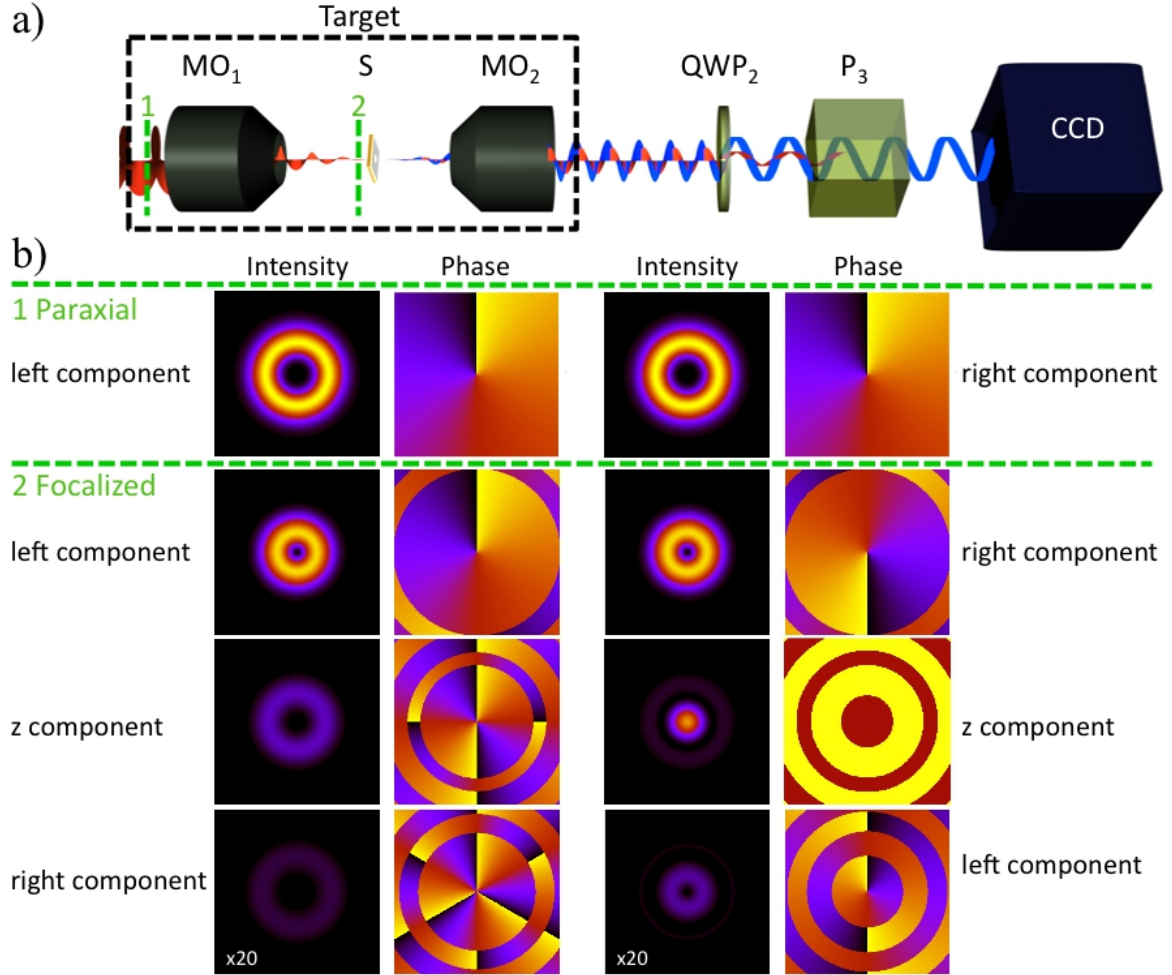 a)
Target
MO1 S MO2 QWP2 P3
1 2
CCD
b)
Intensity Phase Intensity Phase
1 Paraxial
left component right component
2 Focalized
left component right component
z component z component
right component left component
x20 x20